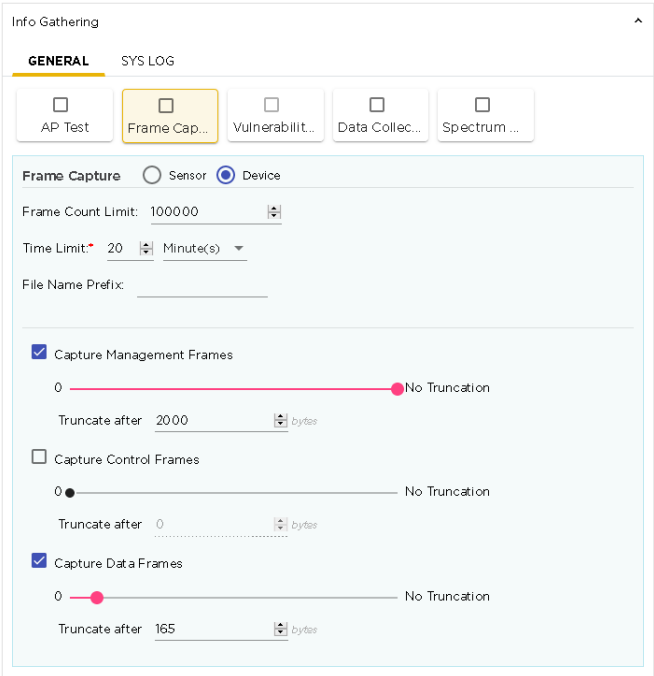 Info Gathering
GENERAL SYS LOG
AP Test Frame Cap... Vulnerabilit... Data Collec... Spectrum ...
Frame Capture Sensor Device
Frame Count Limit: 100000
Time Limit:* 20 Minute(s)
File Name Prefix:
Capture Management Frames
0 No Truncation
Truncate after 2000 bytes
Capture Control Frames
0 No Truncation
Truncate after 0 bytes
Capture Data Frames
0 No Truncation
Truncate after 165 bytes